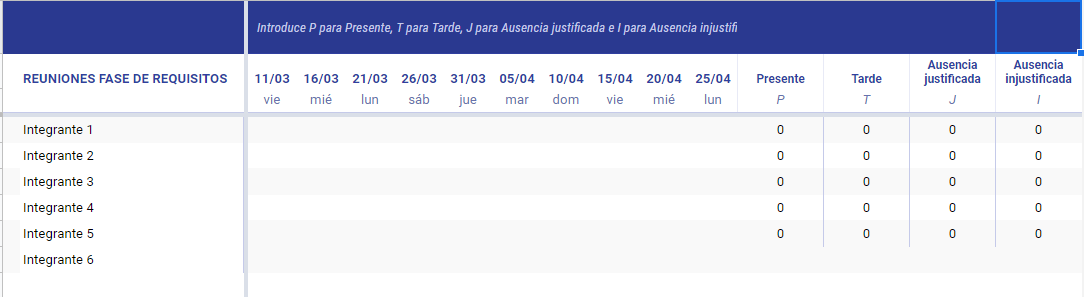 Introduce P para Presente, T para Tarde, J para Ausencia justificada e I para Ausencia injustifi
REUNIONES FASE DE REQUISITOS 11/03 16/03 21/03 26/03 31/03 05/04 10/04 15/04 20/04 25/04 Presente Tarde Ausencia justificada Ausencia injustificada
vie mié lun sáb jue mar dom vie mié lun P T J I
Integrante 1 0 0 0 0
Integrante 2 0 0 0 0
Integrante 3 0 0 0 0
Integrante 4 0 0 0 0
Integrante 5 0 0 0 0
Integrante 6